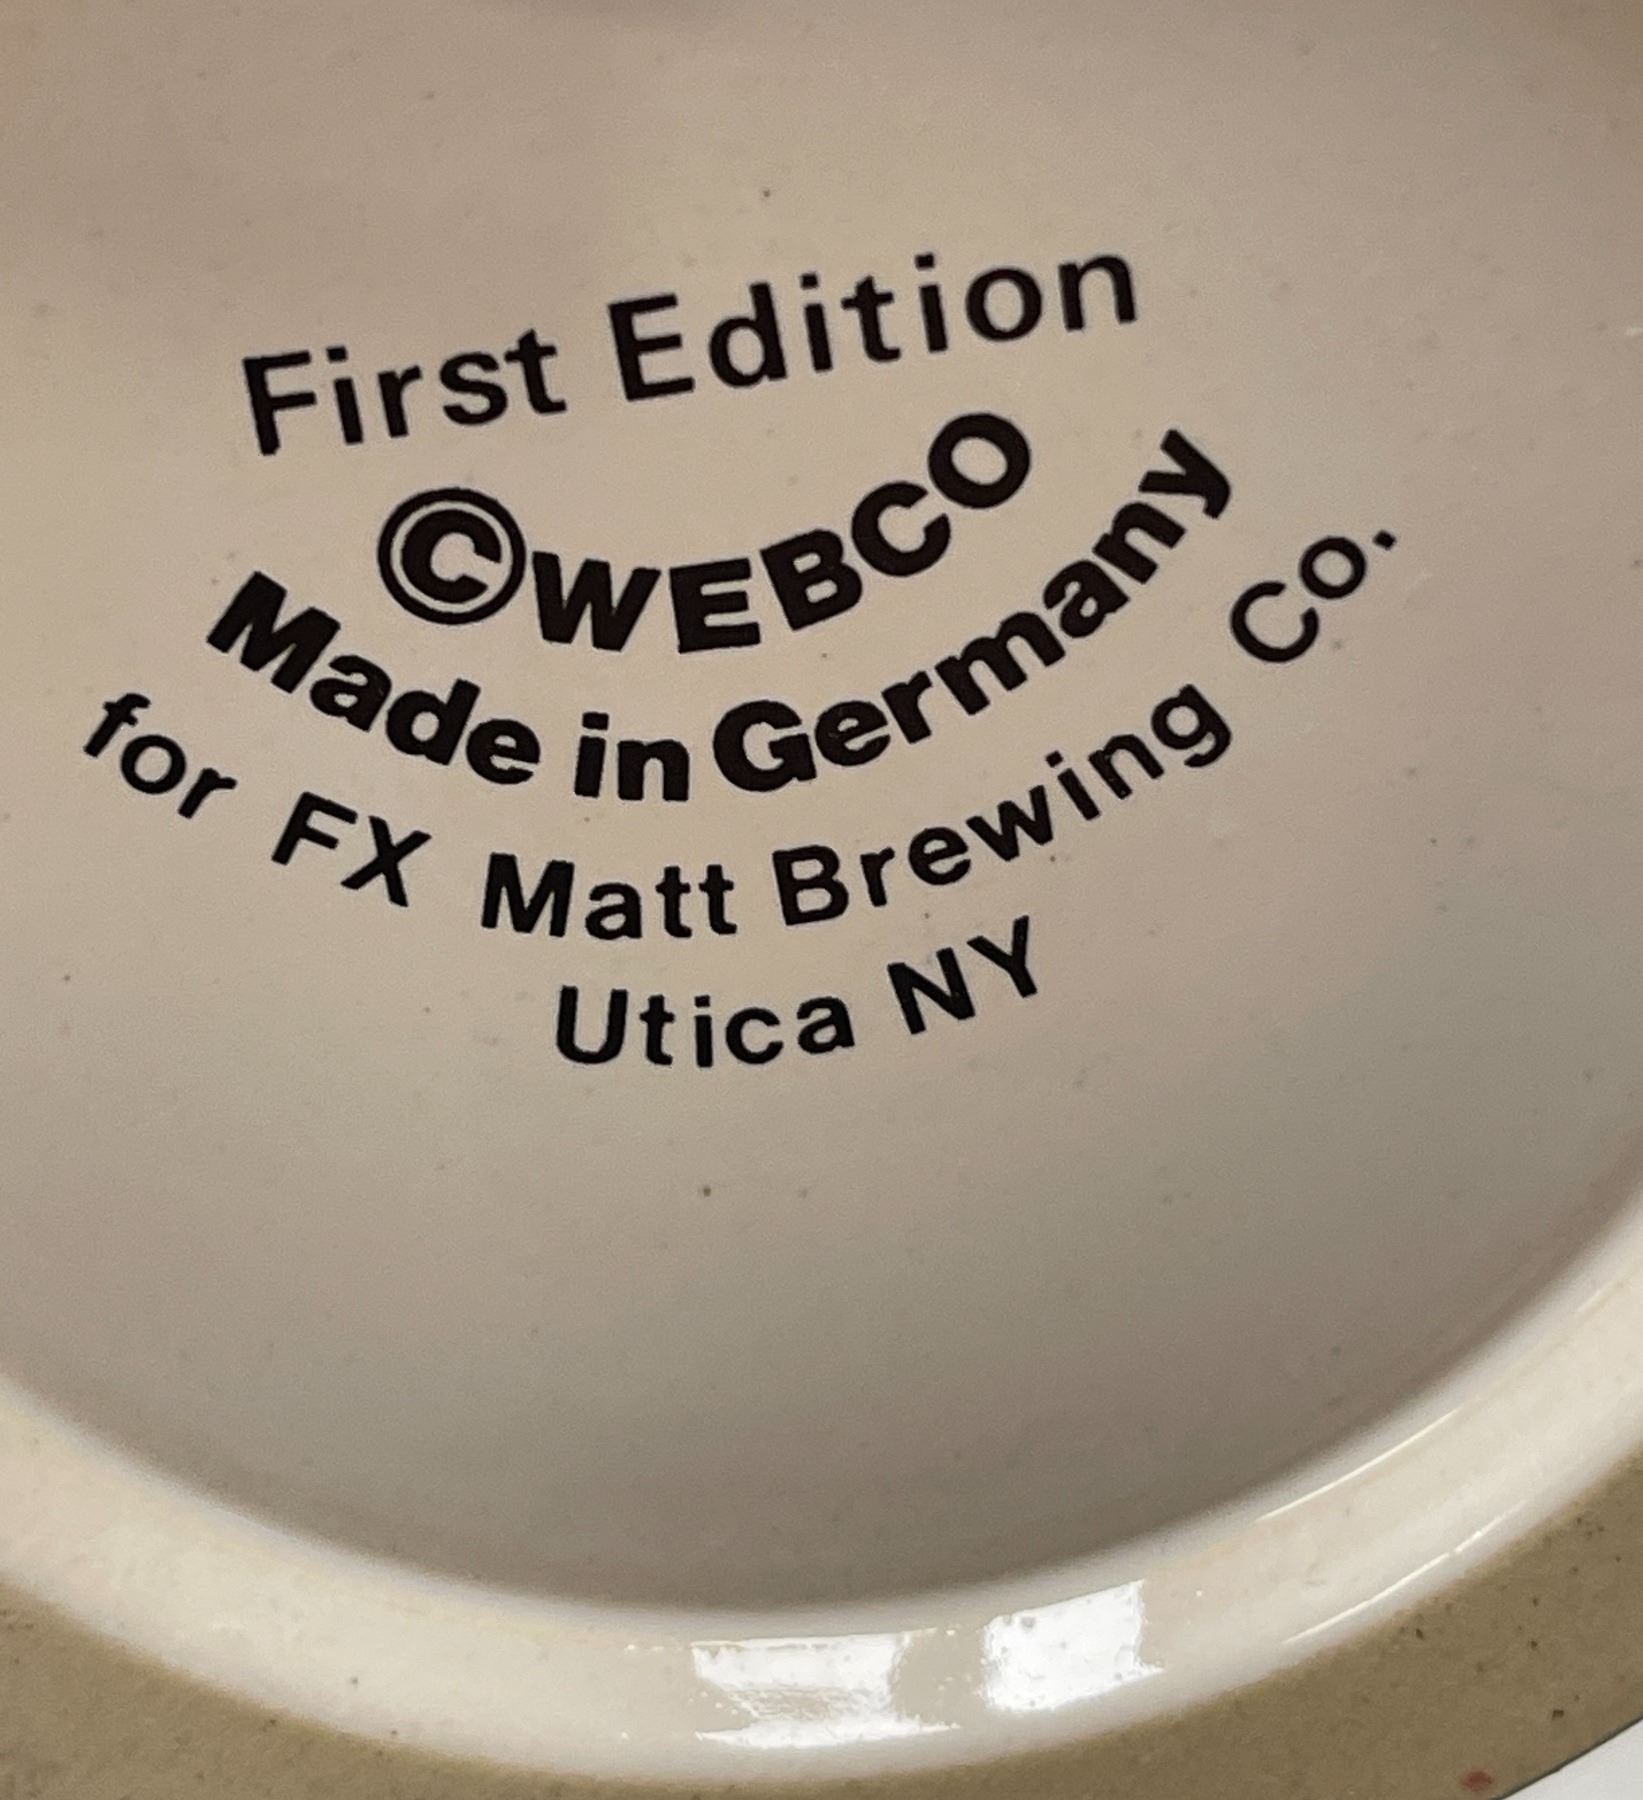 First Edition
©WEBCO
Made in Germany
for FX Matt Brewing Co.
Utica NY